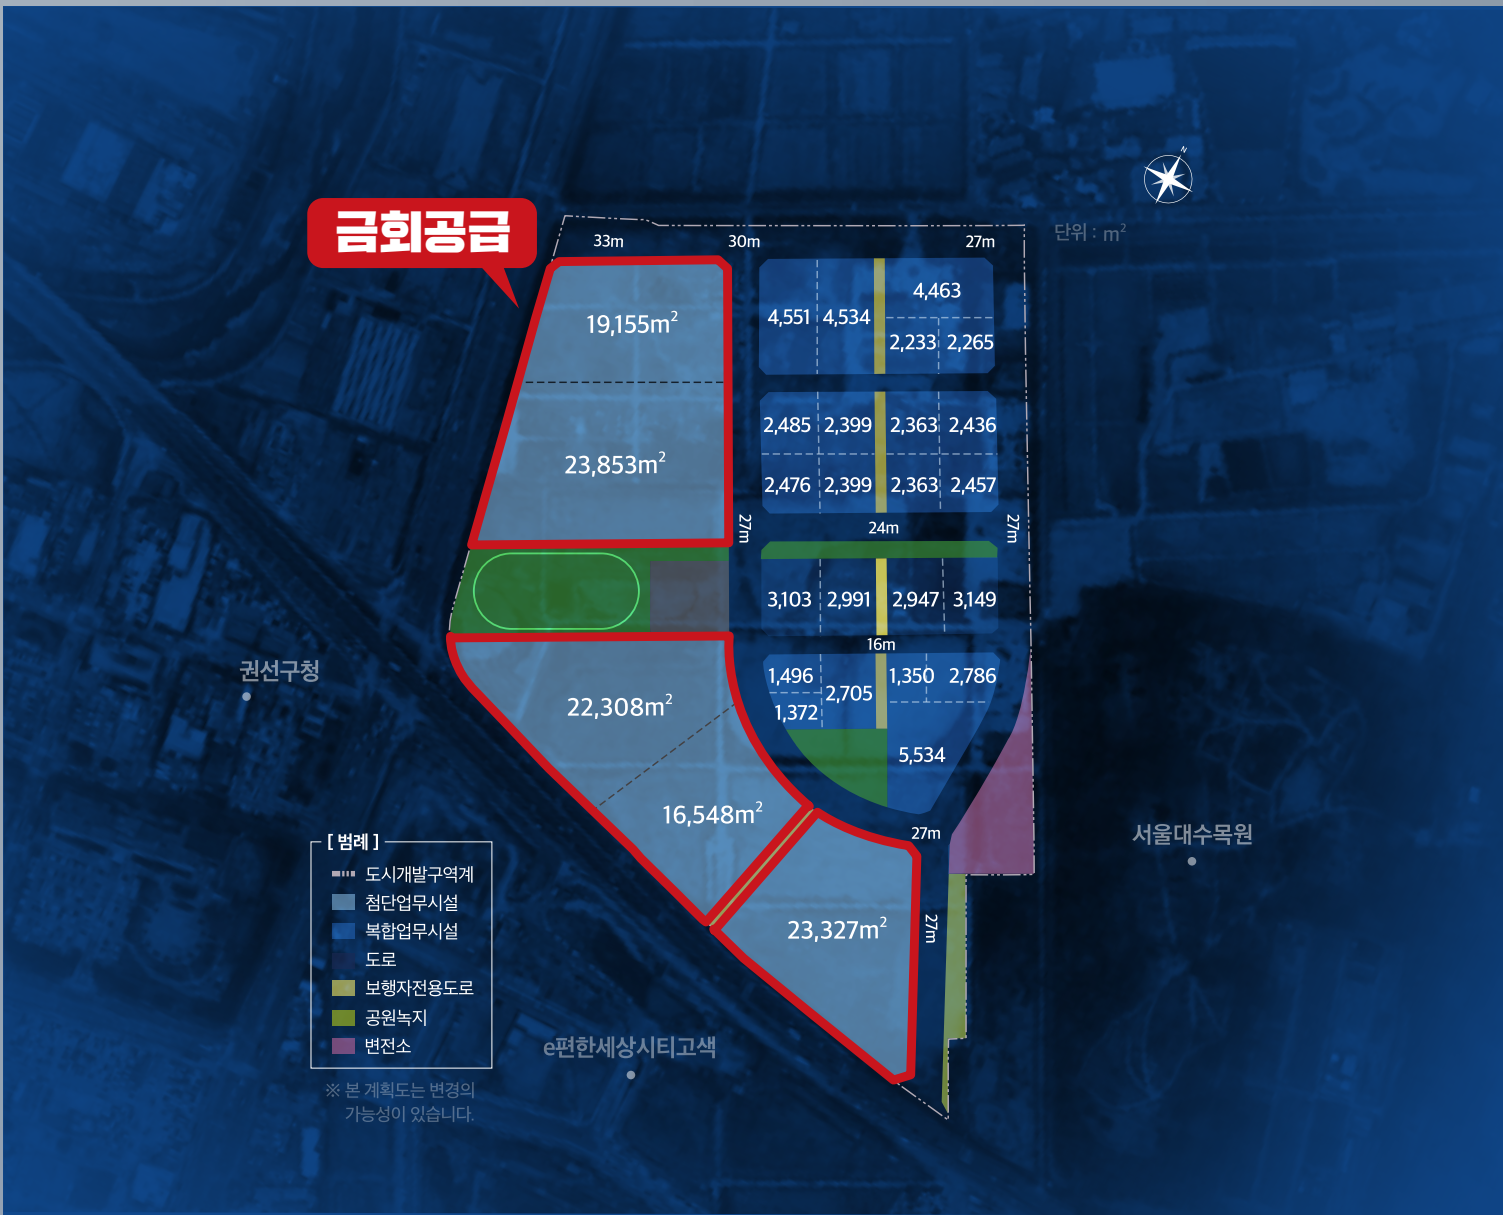 금회공급
33m
30m
27m
N
단위 : m²
19,155m²
23,853m²
4,551
4,534
4,463
2,233
2,265
2,485
2,399
2,363
2,436
2,476
2,399
2,363
2,457
27m
24m
27m
3,103
2,991
2,947
3,149
16m
1,496
2,705
1,350
2,786
1,372
5,534
권선구청
22,308m²
16,548m²
27m
서울대수목원
23,327m²
27m
[ 범례 ]
도시개발구역계
첨단업무시설
복합업무시설
도로
보행자전용도로
공원녹지
변전소
e편한세상시티고색
※ 본 계획도는 변경의
가능성이 있습니다.